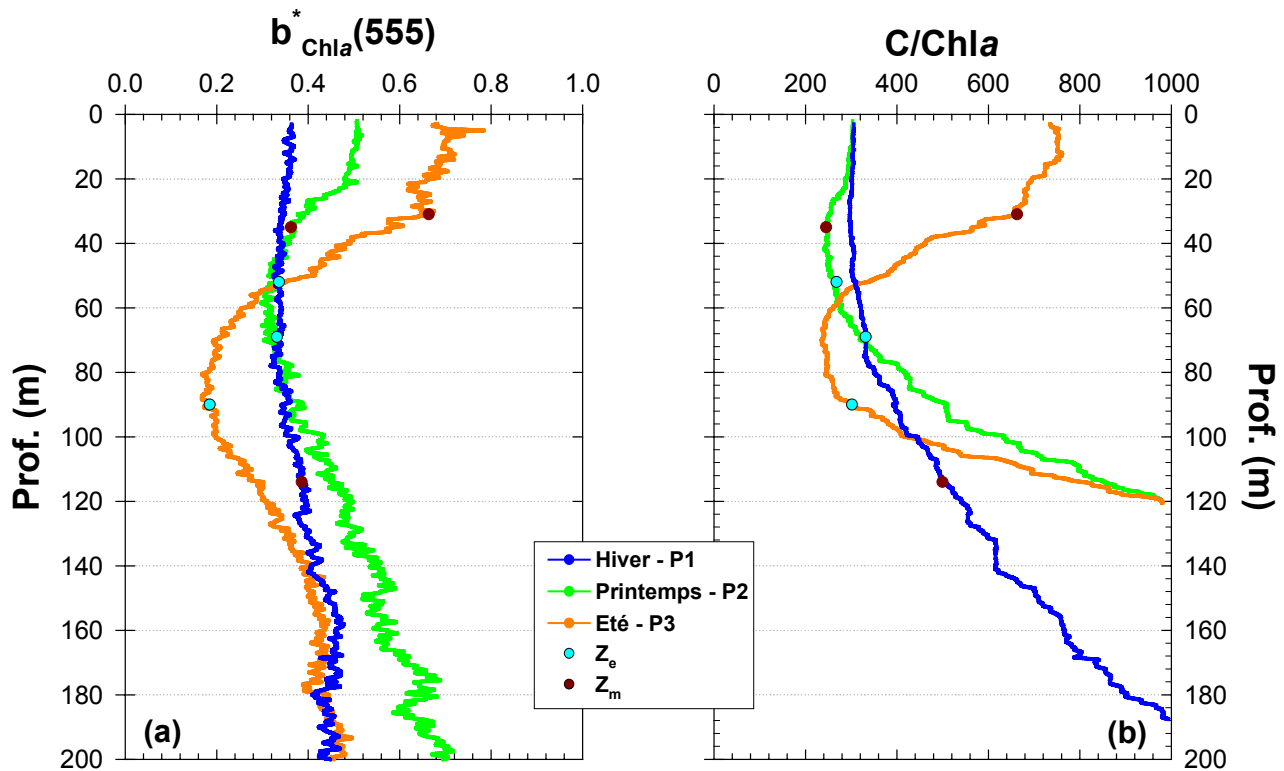 b*Chla(555)
C/Chla
0.0 0.2 0.4 0.6 0.8 1.0
0 200 400 600 800 1000
0 0
20 20
40 40
60 60
80 80
100 100
120 120
140 140
160 160
180 180
200 200
Prof. (m)
Prof. (m)
Hiver - P1
Printemps - P2
Eté - P3
Ze
Zm
(a)
(b)